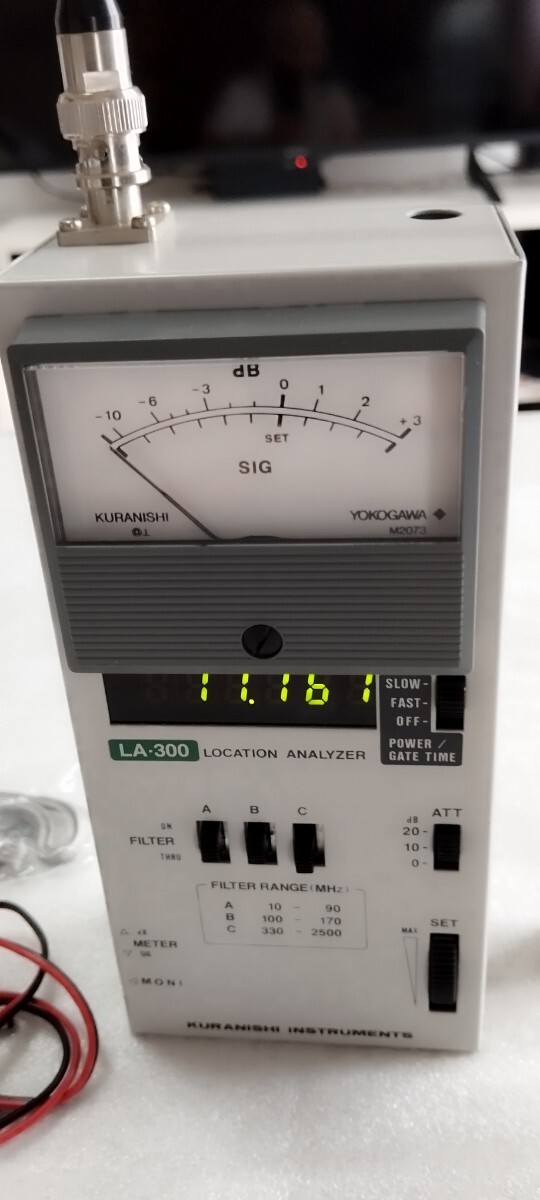 dB
-10 -6 -3 0 1 2 +3
SET
SIG
KURANISHI YOKOGAWA
M2073
11.161
SLOW-
FAST-
OFF-
POWER /
GATE TIME
LA-300 LOCATION ANALYZER
A B C
ON
FILTER
THRU
ATT
dB
20-
10-
0-
FILTER RANGE(MHz)
A 10 - 90
B 100 - 170
C 330 - 2500
SET
MAX
dB
METER
MONI
KURANISHI INSTRUMENTS